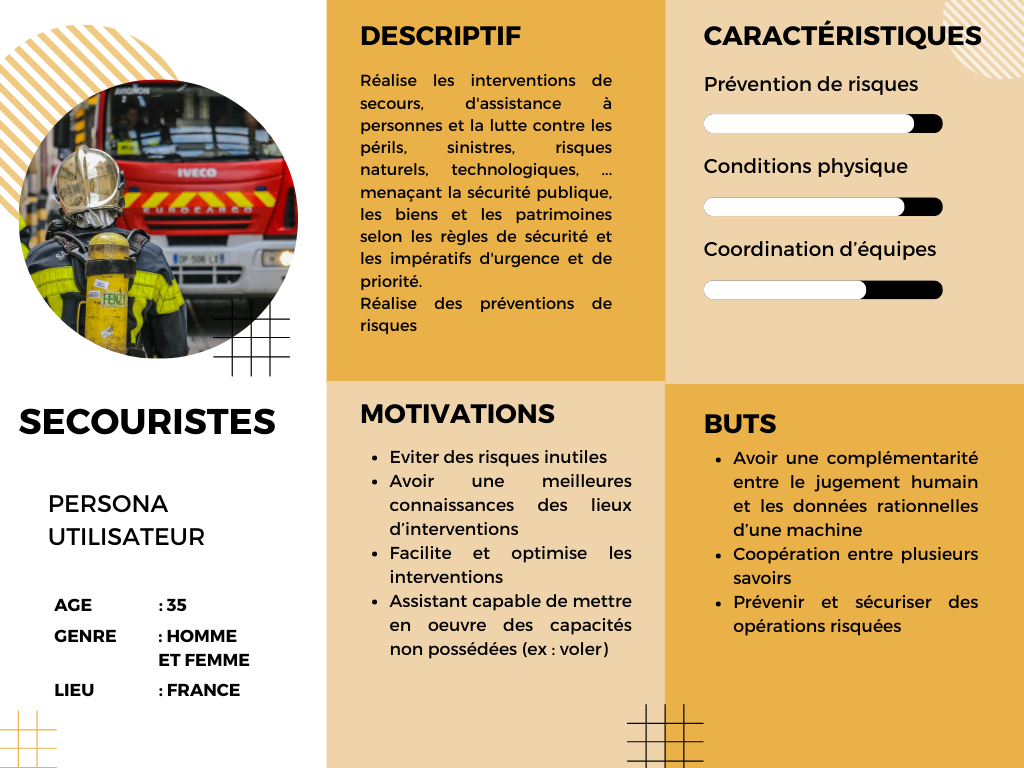 AVIGNON
2
IVECO
EUROCARGO
FENZY
SECOURISTES
PERSONA
UTILISATEUR
AGE : 35
GENRE : HOMME
ET FEMME
LIEU : FRANCE
DESCRIPTIF
Réalise les interventions de
secours, d'assistance à
personnes et la lutte contre les
périls, sinistres, risques
naturels, technologiques, ...
menaçant la sécurité publique,
les biens et les patrimoines
selon les règles de sécurité et
les impératifs d'urgence et de
priorité.
Réalise des préventions de
risques
CARACTÉRISTIQUES
Prévention de risques
Conditions physique
Coordination d’équipes
MOTIVATIONS
• Eviter des risques inutiles
• Avoir une meilleures
connaissances des lieux
d’interventions
• Facilite et optimise les
interventions
• Assistant capable de mettre
en oeuvre des capacités
non possédées (ex : voler)
BUTS
• Avoir une complémentarité
entre le jugement humain
et les données rationnelles
d’une machine
• Coopération entre plusieurs
savoirs
• Prévenir et sécuriser des
opérations risquées